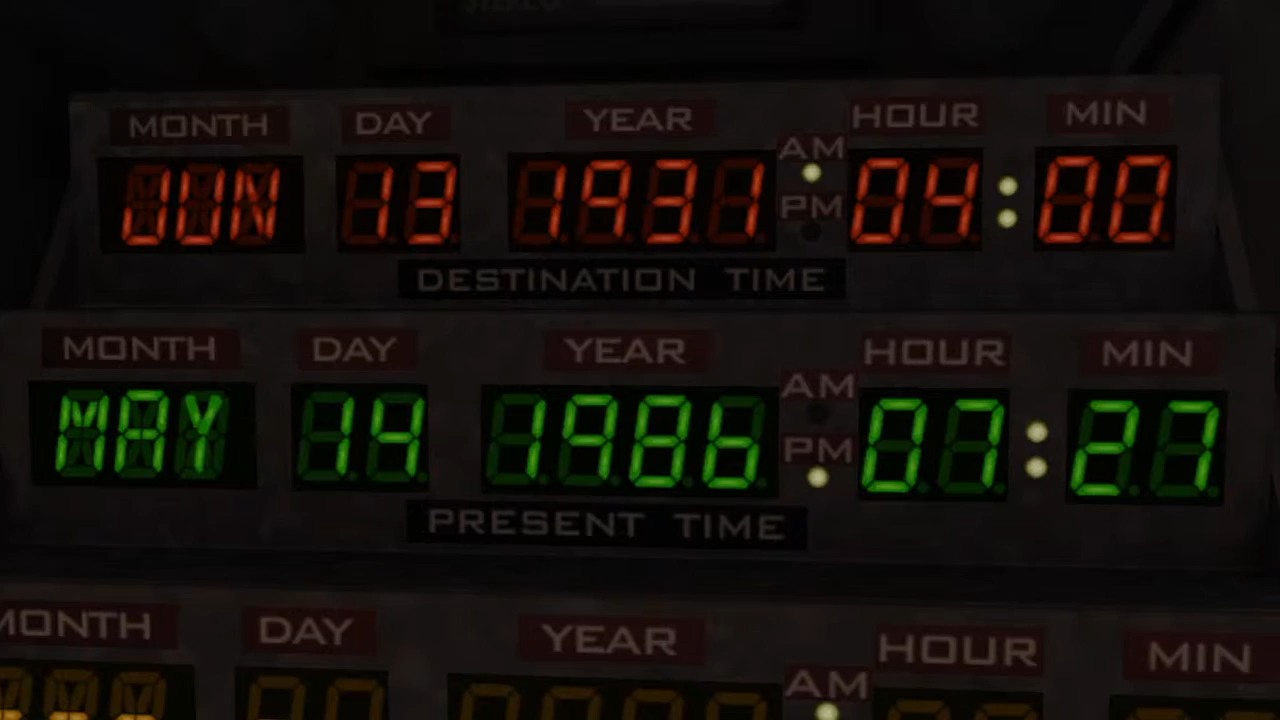 STEREO
MONTH DAY YEAR AM PM HOUR MIN
JUN 13 1931 04:00
DESTINATION TIME
MONTH DAY YEAR AM PM HOUR MIN
MAY 14 1986 07:27
PRESENT TIME
MONTH DAY YEAR AM HOUR MIN